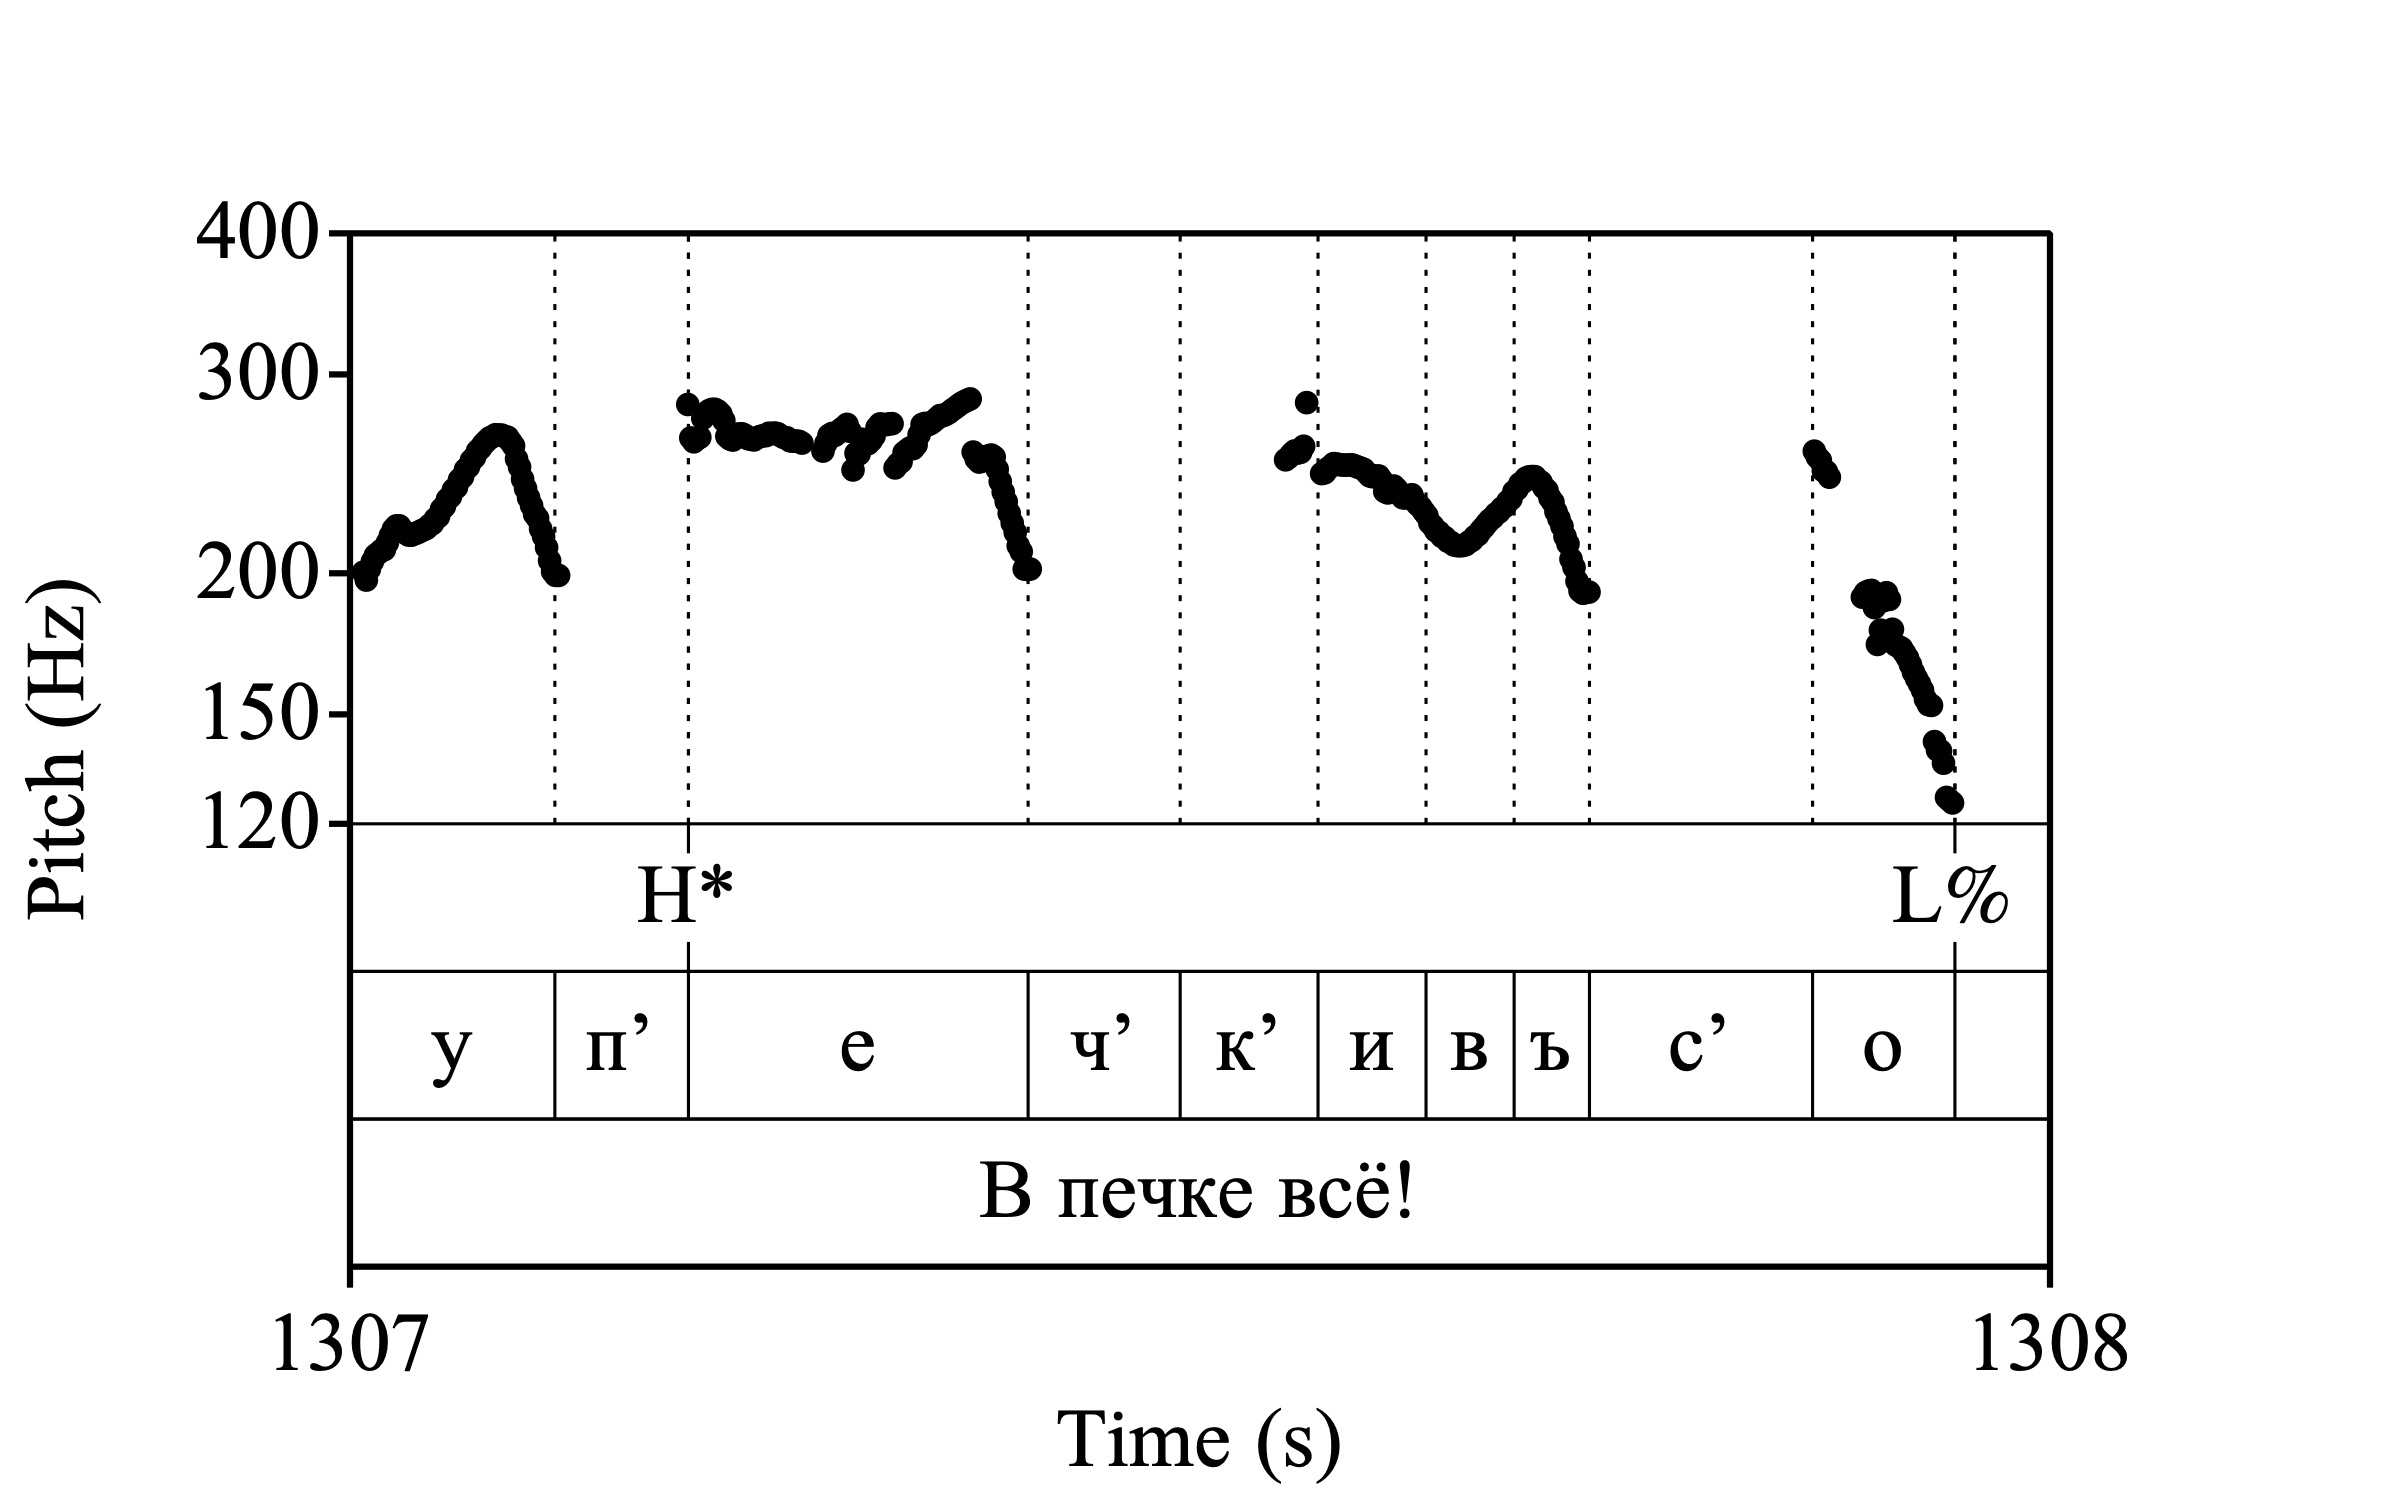 400
300
200
150
120
Pitch (Hz)
H* L%
у п’ е ч’ к’ и в ъ с’ о
В печке всё!
1307 1308
Time (s)